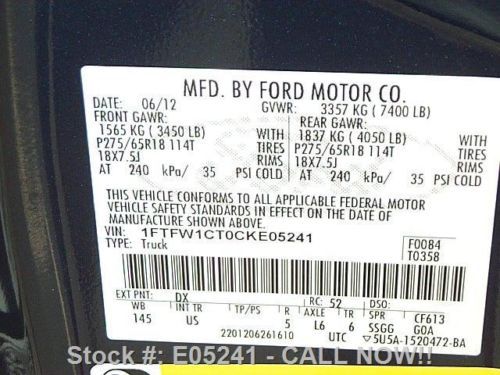 MFD. BY FORD MOTOR CO.
DATE: 06/12 GVWR: 3357 KG ( 7400 LB)
FRONT GAWR: REAR GAWR:
1565 KG ( 3450 LB) WITH 1837 KG ( 4050 LB) WITH
P275/65R18 114T TIRES P275/65R18 114T TIRES
18X7.5J RIMS 18X7.5J RIMS
AT 240 kPa/ 35 PSI COLD AT 240 kPa/ 35 PSI COLD
THIS VEHICLE CONFORMS TO ALL APPLICABLE FEDERAL MOTOR
VEHICLE SAFETY STANDARDS IN EFFECT ON THE DATE OF
MANUFACTURE SHOWN ABOVE.
VIN: 1FTFW1CT0CKE05241 F0084
TYPE: Truck T0358
EXT PNT: DX RC: 52 DSO:
WB INT TR TP/PS R AXLE TR SPR CF613
145 US 5 L6 6 SSGG GOA
2201206261610 5 UTC 5U5A-1520472-BA
Stock #: E05241 - CALL NOW!!